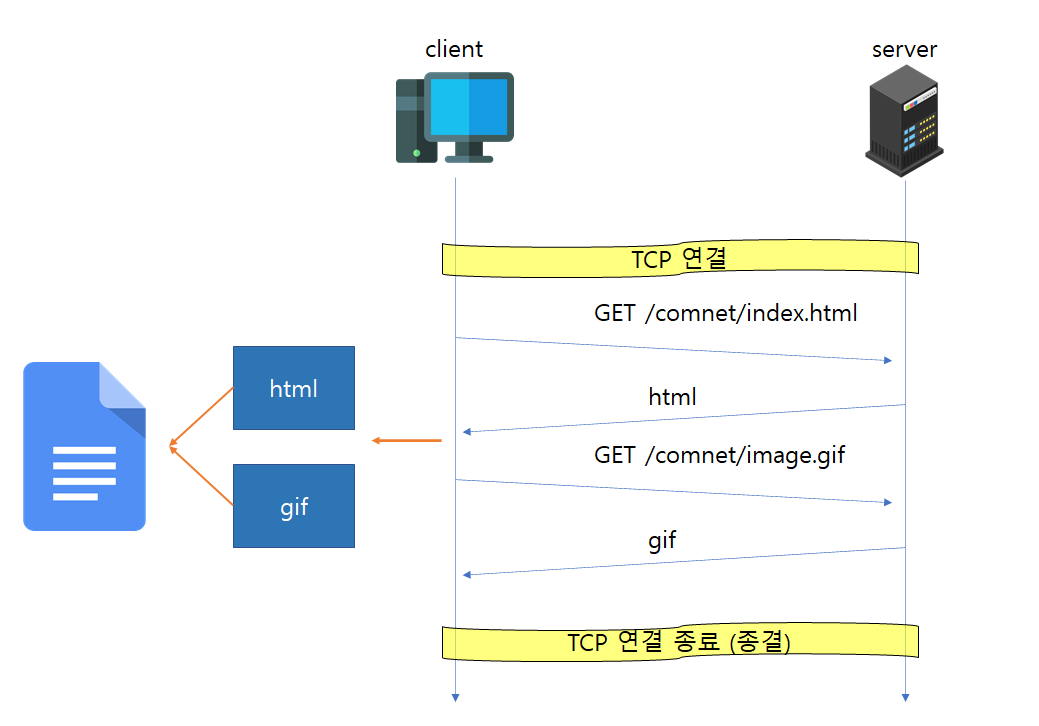 client
server
TCP 연결
GET /comnet/index.html
html
html
GET /comnet/image.gif
gif
gif
TCP 연결 종료 (종결)